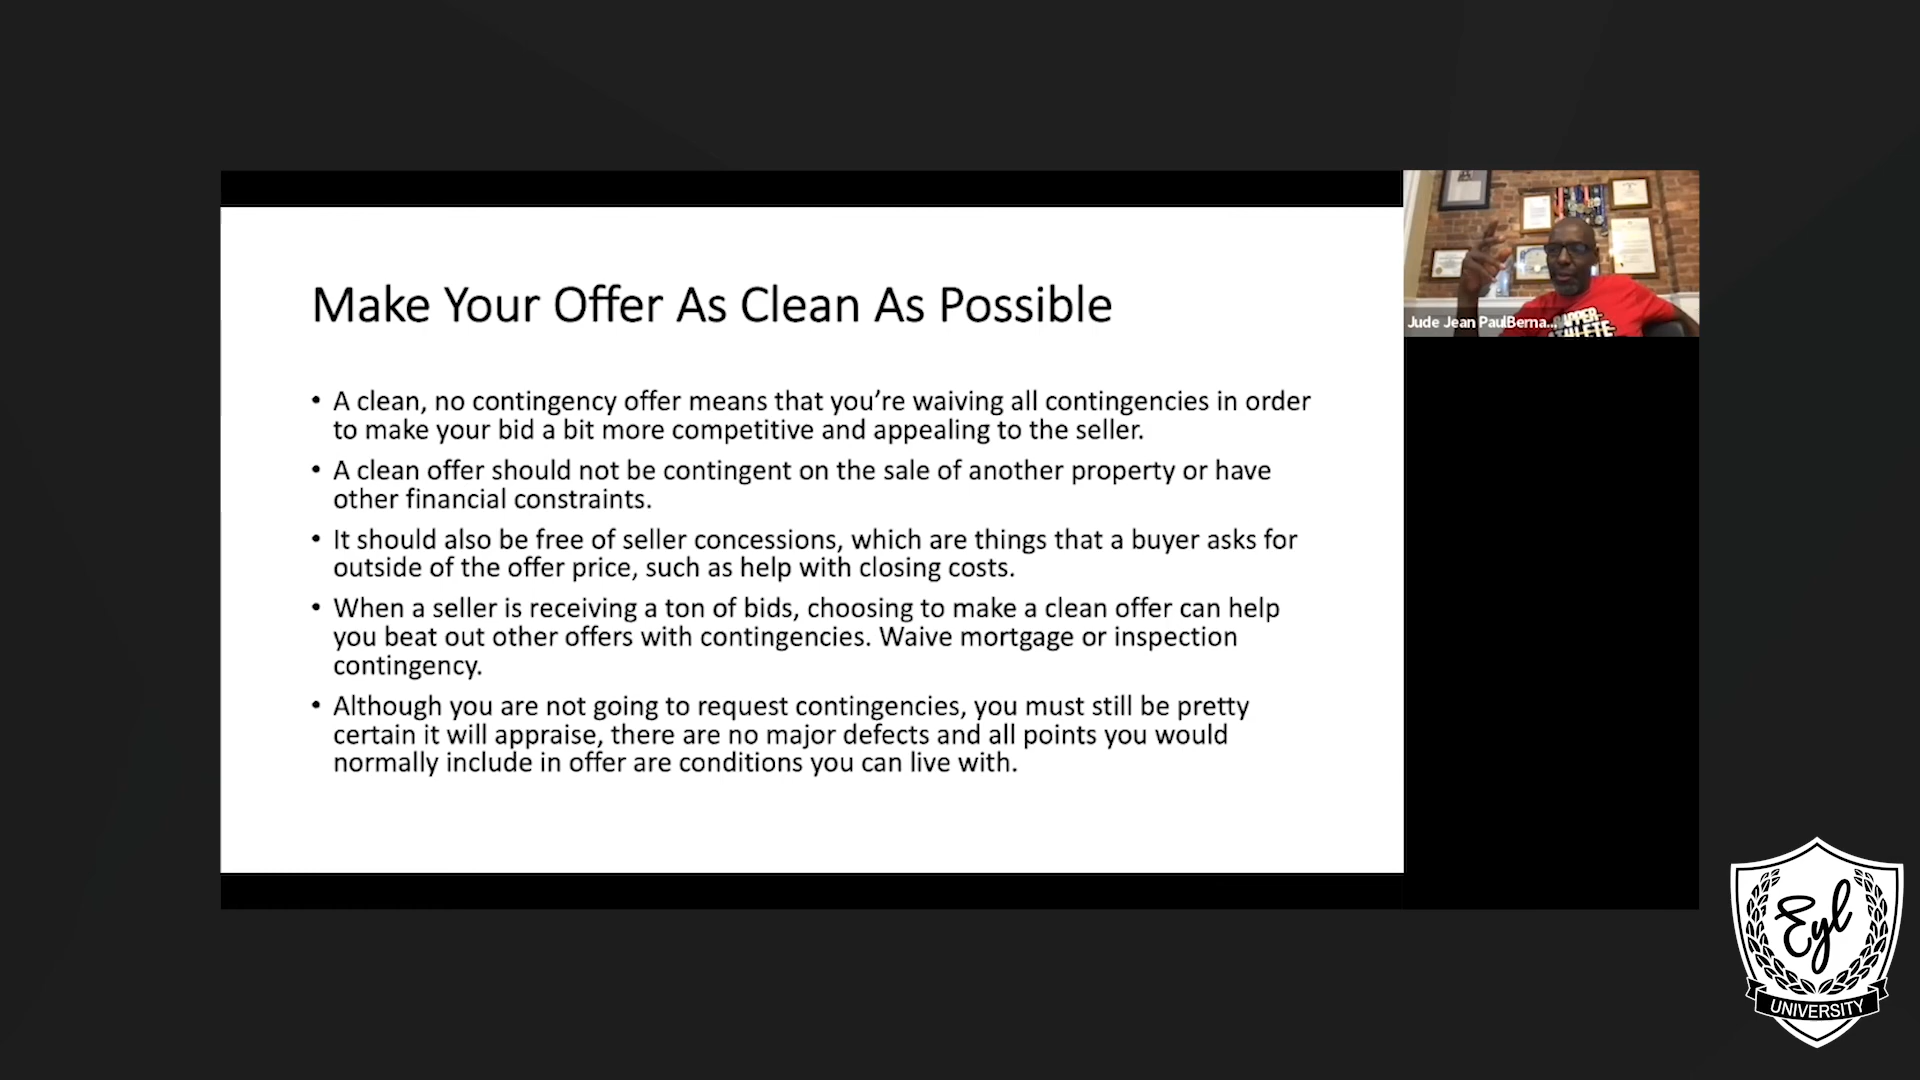 Make Your Offer As Clean As Possible
• A clean, no contingency offer means that you’re waiving all contingencies in order
to make your bid a bit more competitive and appealing to the seller.
• A clean offer should not be contingent on the sale of another property or have
other financial constraints.
• It should also be free of seller concessions, which are things that a buyer asks for
outside of the offer price, such as help with closing costs.
• When a seller is receiving a ton of bids, choosing to make a clean offer can help
you beat out other offers with contingencies. Waive mortgage or inspection
contingency.
• Although you are not going to request contingencies, you must still be pretty
certain it will appraise, there are no major defects and all points you would
normally include in offer are conditions you can live with.
Jude Jean PaulBerna...
Eyl
UNIVERSITY